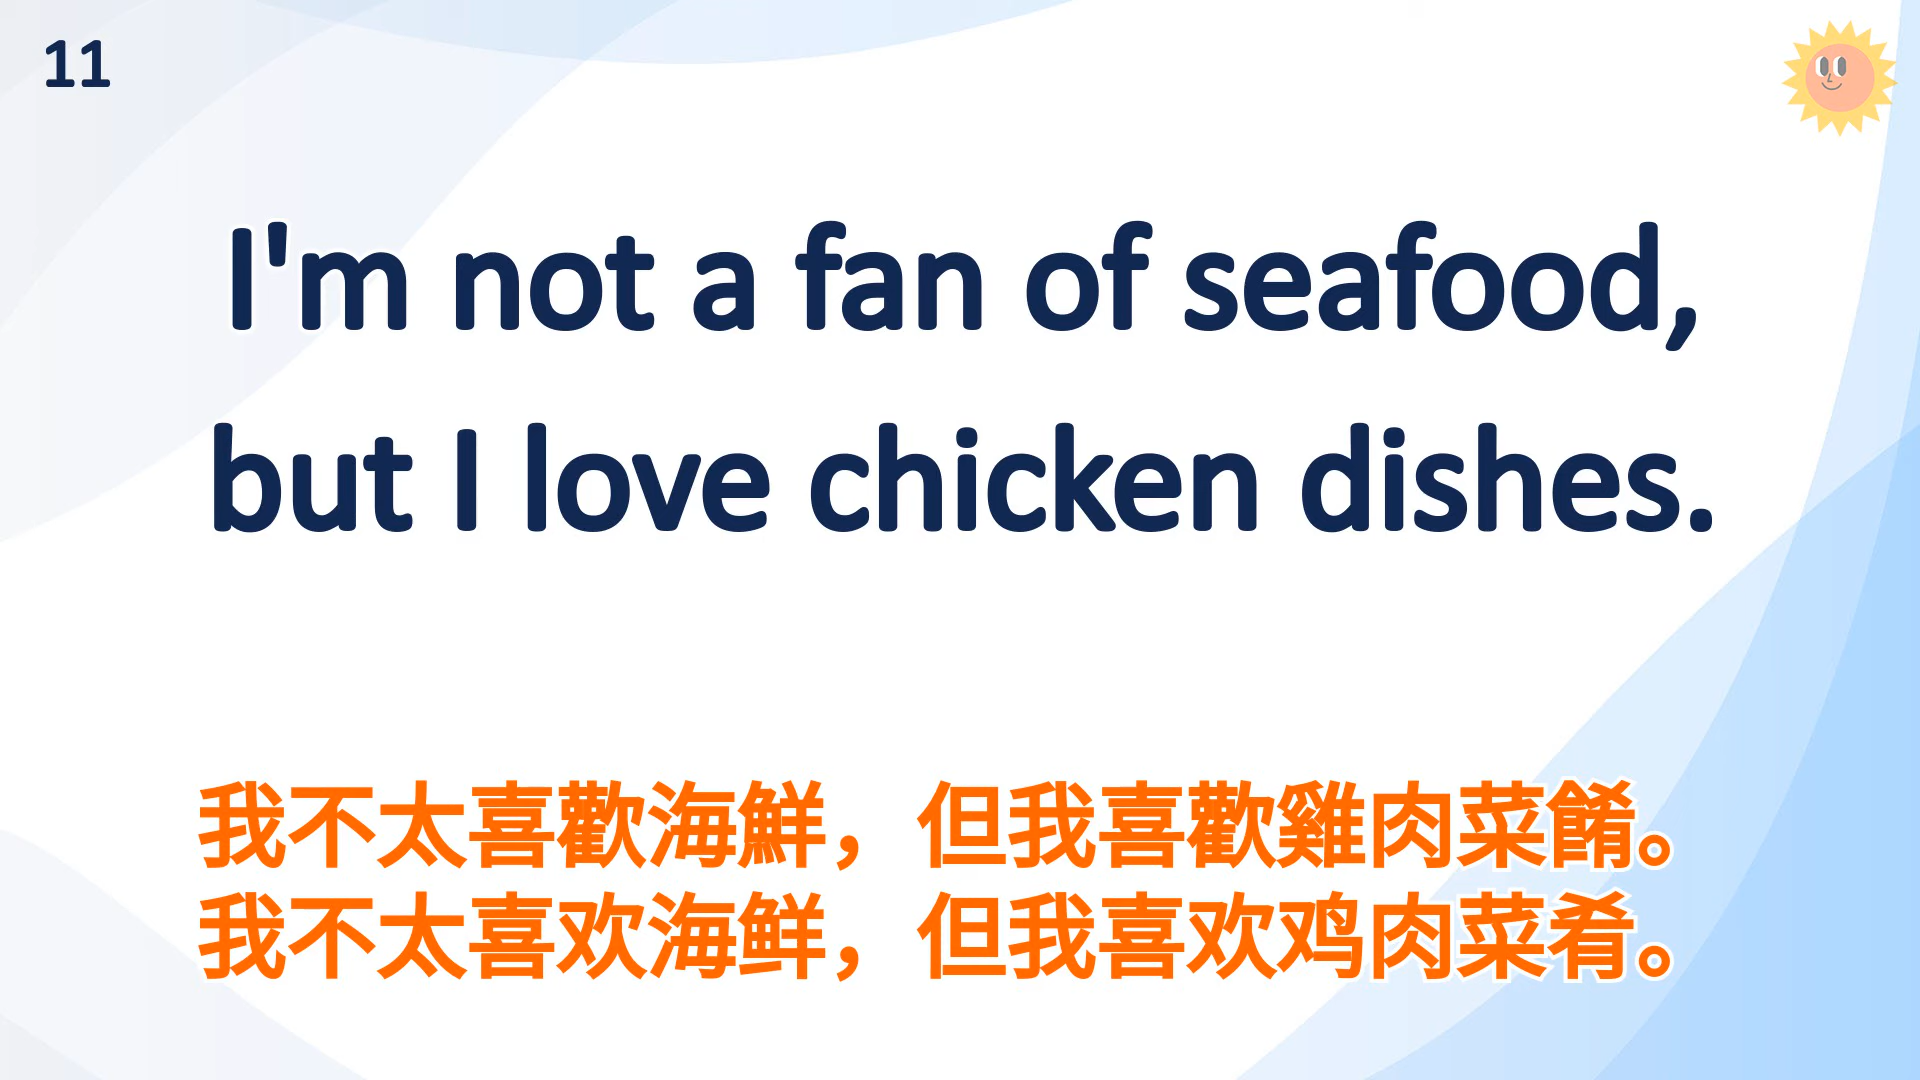 11
I'm not a fan of seafood,
but I love chicken dishes.
我不太喜歡海鮮，但我喜歡雞肉菜餚。
我不太喜欢海鲜，但我喜欢鸡肉菜肴。